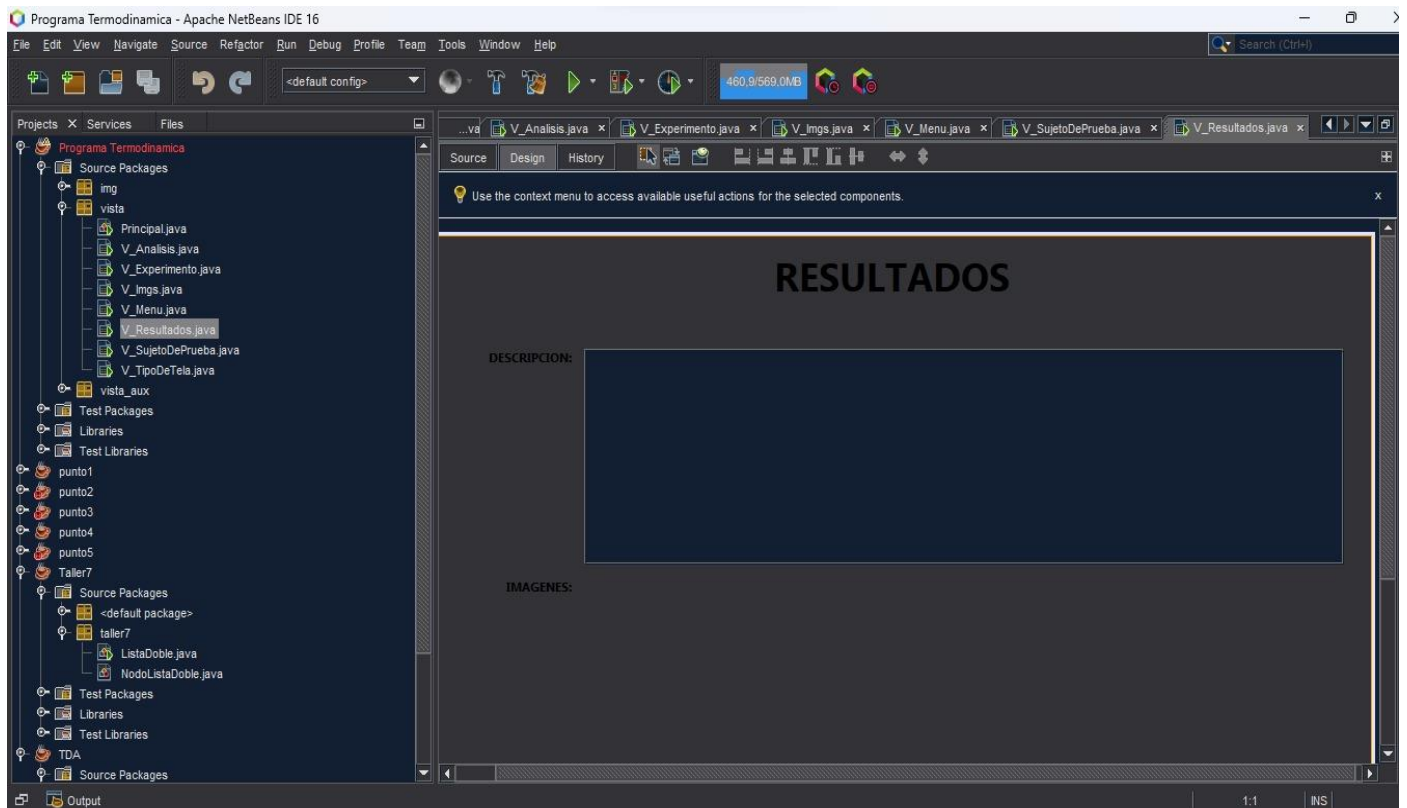 Programa Termodinamica - Apache NetBeans IDE 16
File Edit View Navigate Source Refactor Run Debug Profile Team Tools Window Help
Search (Ctrl+I)
<default config>
460,9/569,0MB
Projects Services Files
...va V_Analisis.java V_Experimento.java V_Imgs.java V_Menu.java V_SujetoDePrueba.java V_Resultados.java
Source Design History
Use the context menu to access available useful actions for the selected components.
Programa Termodinamica
Source Packages
img
vista
Principal.java
V_Analisis.java
V_Experimento.java
V_Imgs.java
V_Menu.java
V_Resultados.java
V_SujetoDePrueba.java
V_TipoDeTela.java
vista_aux
Test Packages
Libraries
Test Libraries
punto1
punto2
punto3
punto4
punto5
Taller7
Source Packages
<default package>
taller7
ListaDoble.java
NodoListaDoble.java
Test Packages
Libraries
Test Libraries
TDA
Source Packages
RESULTADOS
DESCRIPCION:
IMAGENES:
Output
1:1 INS